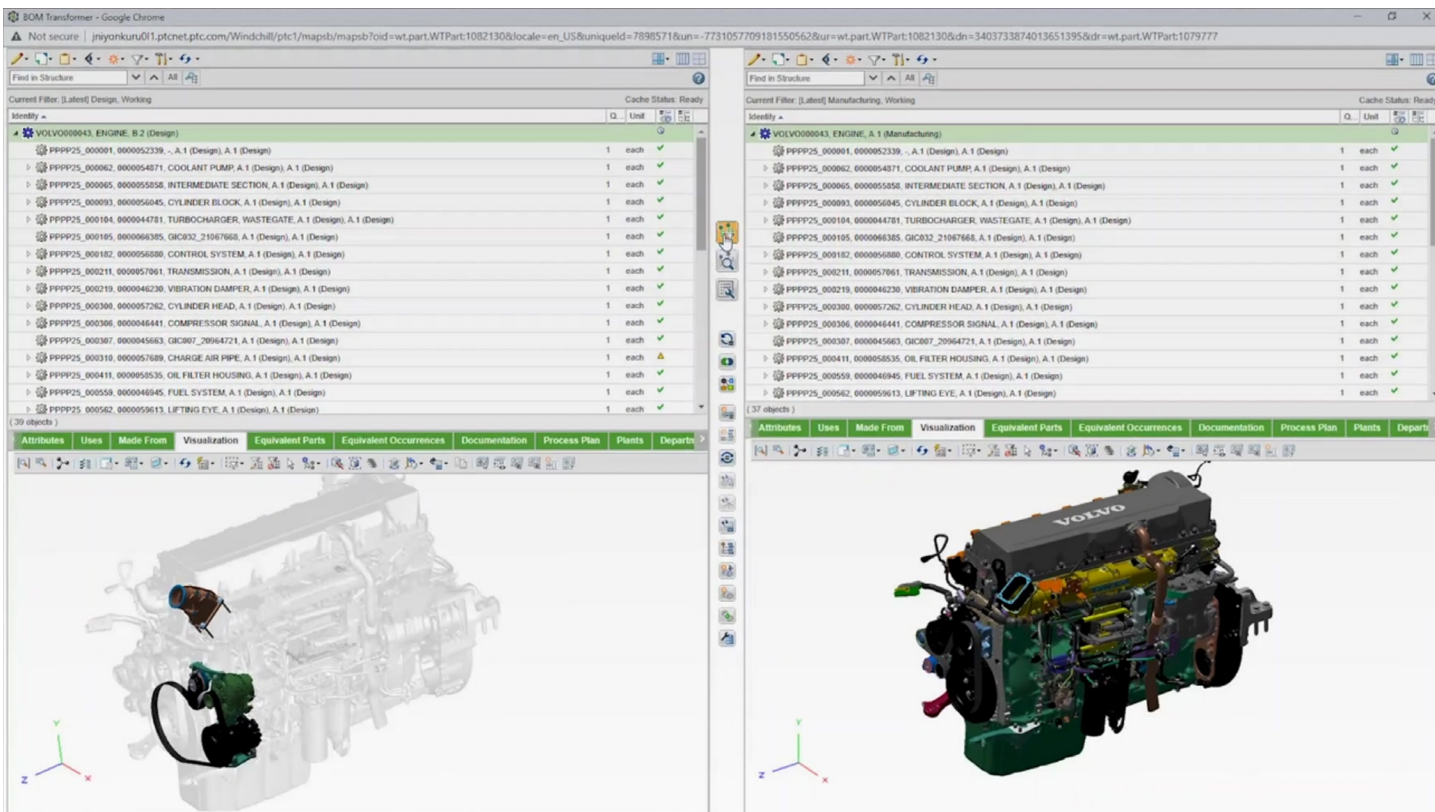 BOM Transformer - Google Chrome
Not secure | jniyonkuru0l1.ptcnet.ptc.com/Windchill/ptc1/mapsb/mapsb?oid=wt.part.WTPart:1082130&locale=en_US&uniqueId=7898571&un=-7731057709181550562&ur=wt.part.WTPart:1082130&dn=3403733874013651395&dr=wt.part.WTPart:1079777
Find in Structure All
Current Filter: [Latest] Design, Working Cache Status: Ready
Identity Q... Unit
VOLVO000043, ENGINE, B.2 (Design)
PPPP25_000001, 0000052339, -, A.1 (Design), A.1 (Design) 1 each
PPPP25_000062, 0000054871, COOLANT PUMP, A.1 (Design), A.1 (Design) 1 each
PPPP25_000065, 0000055858, INTERMEDIATE SECTION, A.1 (Design), A.1 (Design) 1 each
PPPP25_000093, 0000056045, CYLINDER BLOCK, A.1 (Design), A.1 (Design) 1 each
PPPP25_000104, 0000044781, TURBOCHARGER, WASTEGATE, A.1 (Design), A.1 (Design) 1 each
PPPP25_000105, 0000066385, GIC032_21067668, A.1 (Design), A.1 (Design) 1 each
PPPP25_000182, 0000056880, CONTROL SYSTEM, A.1 (Design), A.1 (Design) 1 each
PPPP25_000211, 0000057061, TRANSMISSION, A.1 (Design), A.1 (Design) 1 each
PPPP25_000219, 0000046230, VIBRATION DAMPER, A.1 (Design), A.1 (Design) 1 each
PPPP25_000300, 0000057262, CYLINDER HEAD, A.1 (Design), A.1 (Design) 1 each
PPPP25_000306, 0000046441, COMPRESSOR SIGNAL, A.1 (Design), A.1 (Design) 1 each
PPPP25_000307, 0000045663, GIC007_20964721, A.1 (Design), A.1 (Design) 1 each
PPPP25_000310, 0000057689, CHARGE AIR PIPE, A.1 (Design), A.1 (Design) 1 each
PPPP25_000411, 0000058535, OIL FILTER HOUSING, A.1 (Design), A.1 (Design) 1 each
PPPP25_000559, 0000046945, FUEL SYSTEM, A.1 (Design), A.1 (Design) 1 each
PPPP25_000562, 0000059613, LIFTING EYE, A.1 (Design), A.1 (Design) 1 each
( 39 objects )
Attributes Uses Made From Visualization Equivalent Parts Equivalent Occurrences Documentation Process Plan Plants Departn
Y
Z X
Find in Structure All
Current Filter: [Latest] Manufacturing, Working Cache Status: Ready
Identity Q... Unit
VOLVO000043, ENGINE, A.1 (Manufacturing)
PPPP25_000001, 0000052339, -, A.1 (Design), A.1 (Design) 1 each
PPPP25_000062, 0000054871, COOLANT PUMP, A.1 (Design), A.1 (Design) 1 each
PPPP25_000065, 0000055858, INTERMEDIATE SECTION, A.1 (Design), A.1 (Design) 1 each
PPPP25_000093, 0000056045, CYLINDER BLOCK, A.1 (Design), A.1 (Design) 1 each
PPPP25_000104, 0000044781, TURBOCHARGER, WASTEGATE, A.1 (Design), A.1 (Design) 1 each
PPPP25_000105, 0000066385, GIC032_21067668, A.1 (Design), A.1 (Design) 1 each
PPPP25_000182, 0000056880, CONTROL SYSTEM, A.1 (Design), A.1 (Design) 1 each
PPPP25_000211, 0000057061, TRANSMISSION, A.1 (Design), A.1 (Design) 1 each
PPPP25_000219, 0000046230, VIBRATION DAMPER, A.1 (Design), A.1 (Design) 1 each
PPPP25_000300, 0000057262, CYLINDER HEAD, A.1 (Design), A.1 (Design) 1 each
PPPP25_000306, 0000046441, COMPRESSOR SIGNAL, A.1 (Design), A.1 (Design) 1 each
PPPP25_000307, 0000045663, GIC007_20964721, A.1 (Design), A.1 (Design) 1 each
PPPP25_000411, 0000058535, OIL FILTER HOUSING, A.1 (Design), A.1 (Design) 1 each
PPPP25_000559, 0000046945, FUEL SYSTEM, A.1 (Design), A.1 (Design) 1 each
PPPP25_000562, 0000059613, LIFTING EYE, A.1 (Design), A.1 (Design) 1 each
( 37 objects )
Attributes Uses Made From Visualization Equivalent Parts Equivalent Occurrences Documentation Process Plan Plants Departi
VOLVO
Y
Z X